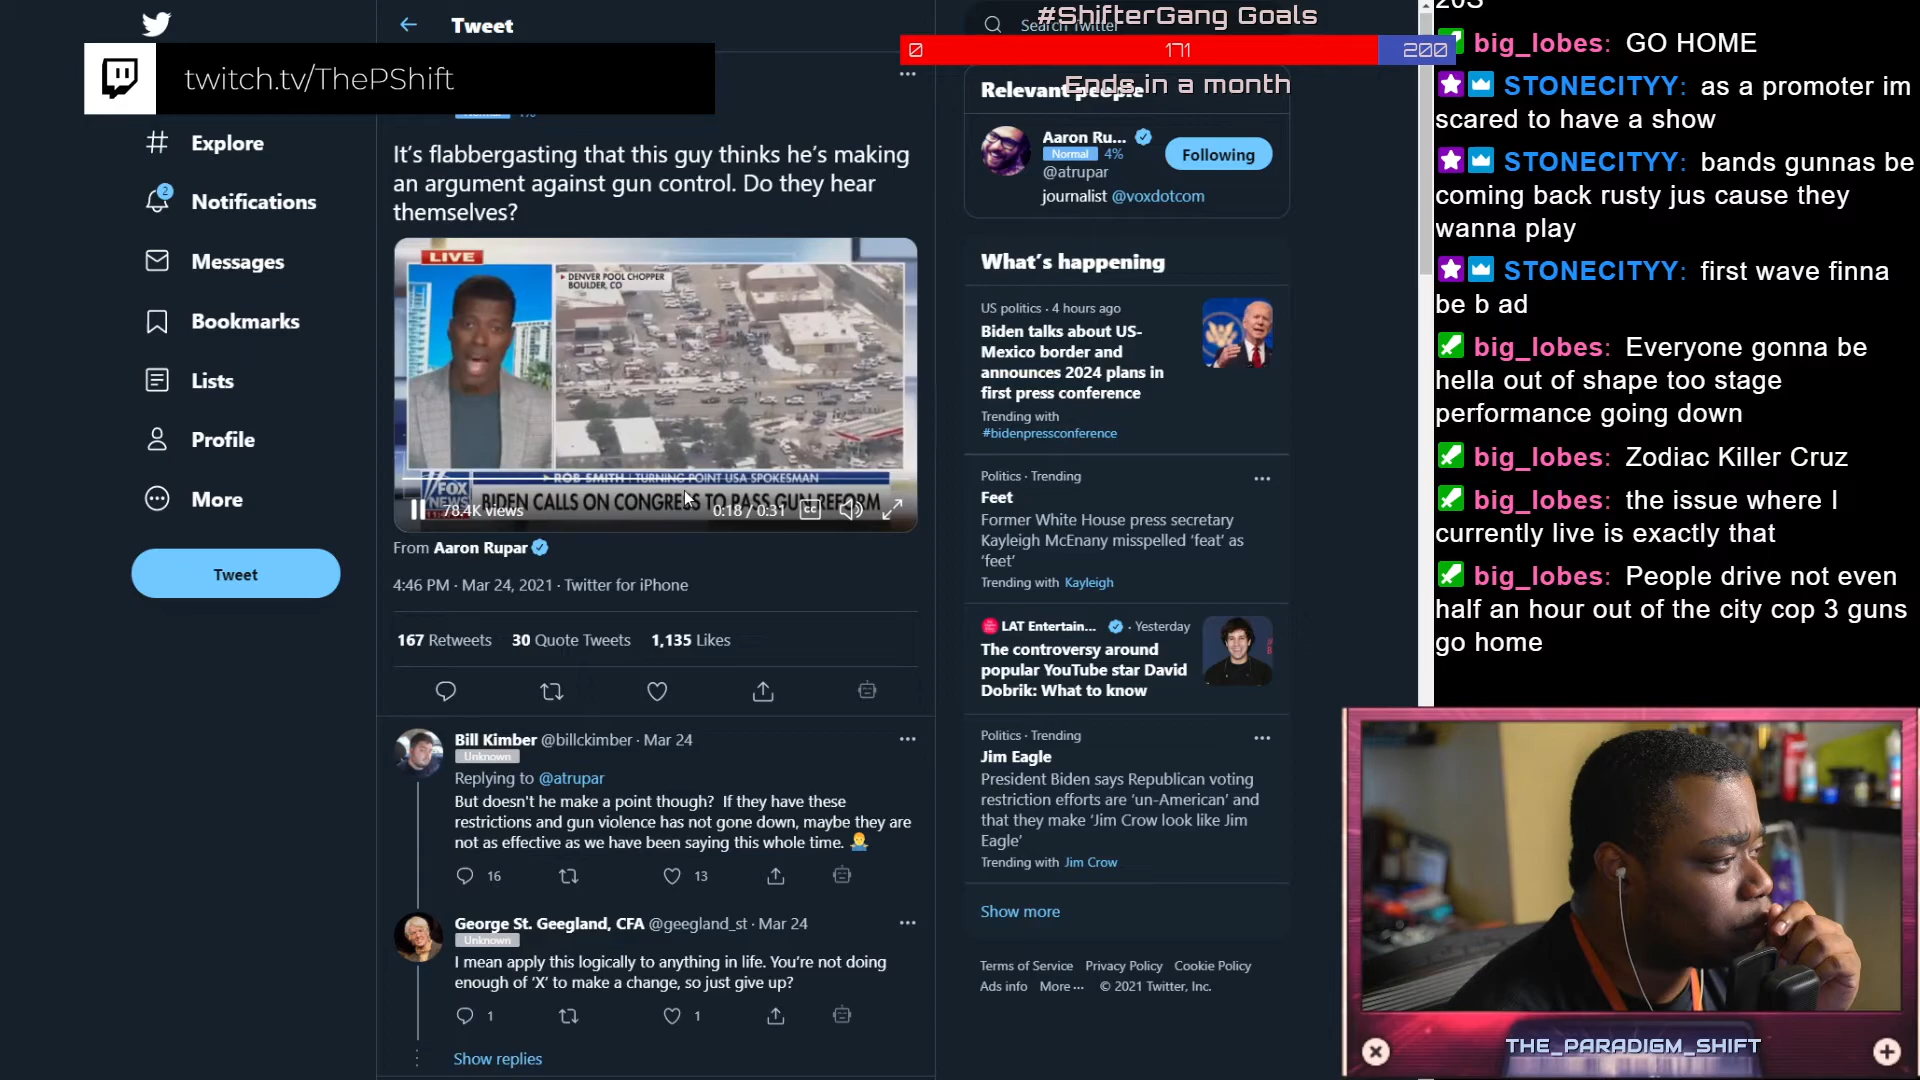 Tweet
twitch.tv/ThePShift
Explore
2
Notifications
Messages
Bookmarks
Lists
Profile
More
Tweet
It's flabbergasting that this guy thinks he's making
an argument against gun control. Do they hear
themselves?
LIVE
DENVER POOL CHOPPER
BOULDER, CO
ROB SMITH | TURNING POINT USA SPOKESMAN
FOX
NEWS
BIDEN CALLS ON CONGRESS TO PASS GUN REFORM
78.4K views
0:18 / 0:31
CC
From Aaron Rupar
4:46 PM · Mar 24, 2021 · Twitter for iPhone
167 Retweets 30 Quote Tweets 1,135 Likes
Bill Kimber @billckimber · Mar 24
Unknown
Replying to @atrupar
But doesn't he make a point though? If they have these
restrictions and gun violence has not gone down, maybe they are
not as effective as we have been saying this whole time.
16
13
George St. Geegland, CFA @geegland_st · Mar 24
Unknown
I mean apply this logically to anything in life. You're not doing
enough of 'X' to make a change, so just give up?
1
1
Show replies
#ShifterGang Goals
Search Twitter
0
171
200
Ends in a month
Relevant people
Aaron Ru...
Normal 4%
@atrupar
Following
journalist @voxdotcom
What's happening
US politics · 4 hours ago
Biden talks about US-
Mexico border and
announces 2024 plans in
first press conference
Trending with
#bidenpressconference
Politics · Trending
Feet
Former White House press secretary
Kayleigh McEnany misspelled 'feat' as
'feet'
Trending with Kayleigh
LAT Entertain... · Yesterday
The controversy around
popular YouTube star David
Dobrik: What to know
Politics · Trending
Jim Eagle
President Biden says Republican voting
restriction efforts are 'un-American' and
that they make 'Jim Crow look like Jim
Eagle'
Trending with Jim Crow
Show more
Terms of Service Privacy Policy Cookie Policy
Ads info More ··· © 2021 Twitter, Inc.
big_lobes: GO HOME
STONECITYY: as a promoter im
scared to have a show
STONECITYY: bands gunnas be
coming back rusty jus cause they
wanna play
STONECITYY: first wave finna
be b ad
big_lobes: Everyone gonna be
hella out of shape too stage
performance going down
big_lobes: Zodiac Killer Cruz
big_lobes: the issue where I
currently live is exactly that
big_lobes: People drive not even
half an hour out of the city cop 3 guns
go home
THE_PARADIGM_SHIFT